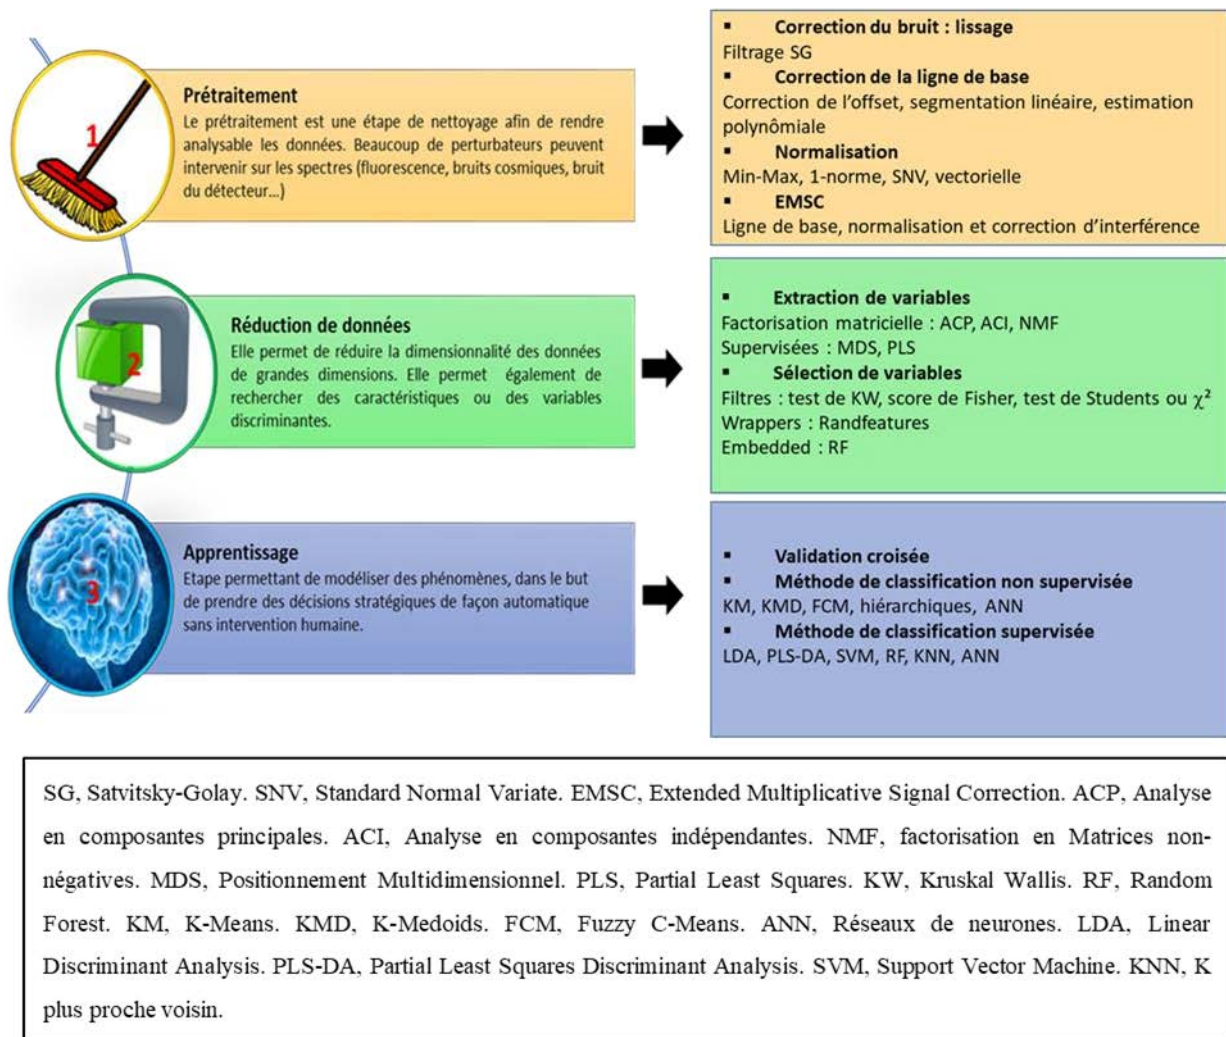 1
Prétraitement
Le prétraitement est une étape de nettoyage afin de rendre
analysable les données. Beaucoup de perturbateurs peuvent
intervenir sur les spectres (fluorescence, bruits cosmiques, bruit
du détecteur...)
▪ Correction du bruit : lissage
Filtrage SG
▪ Correction de la ligne de base
Correction de l'offset, segmentation linéaire, estimation
polynômiale
▪ Normalisation
Min-Max, 1-norme, SNV, vectorielle
▪ EMSC
Ligne de base, normalisation et correction d'interférence
2
Réduction de données
Elle permet de réduire la dimensionnalité des données
de grandes dimensions. Elle permet également de
rechercher des caractéristiques ou des variables
discriminantes.
▪ Extraction de variables
Factorisation matricielle : ACP, ACI, NMF
Supervisées : MDS, PLS
▪ Sélection de variables
Filtres : test de KW, score de Fisher, test de Students ou χ²
Wrappers : Randfeatures
Embedded : RF
3
Apprentissage
Etape permettant de modéliser des phénomènes, dans le but
de prendre des décisions stratégiques de façon automatique
sans intervention humaine.
▪ Validation croisée
▪ Méthode de classification non supervisée
KM, KMD, FCM, hiérarchiques, ANN
▪ Méthode de classification supervisée
LDA, PLS-DA, SVM, RF, KNN, ANN
SG, Satvitsky-Golay. SNV, Standard Normal Variate. EMSC, Extended Multiplicative Signal Correction. ACP, Analyse
en composantes principales. ACI, Analyse en composantes indépendantes. NMF, factorisation en Matrices non-
négatives. MDS, Positionnement Multidimensionnel. PLS, Partial Least Squares. KW, Kruskal Wallis. RF, Random
Forest. KM, K-Means. KMD, K-Medoids. FCM, Fuzzy C-Means. ANN, Réseaux de neurones. LDA, Linear
Discriminant Analysis. PLS-DA, Partial Least Squares Discriminant Analysis. SVM, Support Vector Machine. KNN, K
plus proche voisin.